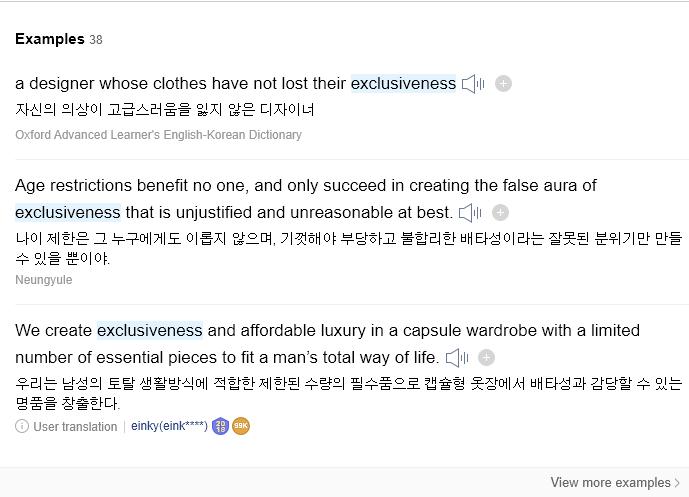 Examples 38
a designer whose clothes have not lost their exclusiveness
자신의 의상이 고급스러움을 잃지 않은 디자이너
Oxford Advanced Learner's English-Korean Dictionary
Age restrictions benefit no one, and only succeed in creating the false aura of
exclusiveness that is unjustified and unreasonable at best.
나이 제한은 그 누구에게도 이롭지 않으며, 기껏해야 부당하고 불합리한 배타성이라는 잘못된 분위기만 만들
수 있을 뿐이야.
Neungyule
We create exclusiveness and affordable luxury in a capsule wardrobe with a limited
number of essential pieces to fit a man’s total way of life.
우리는 남성의 토탈 생활방식에 적합한 제한된 수량의 필수품으로 캡슐형 옷장에서 배타성과 감당할 수 있는
명품을 창출한다.
User translation einky(eink****) 2018 99K
View more examples